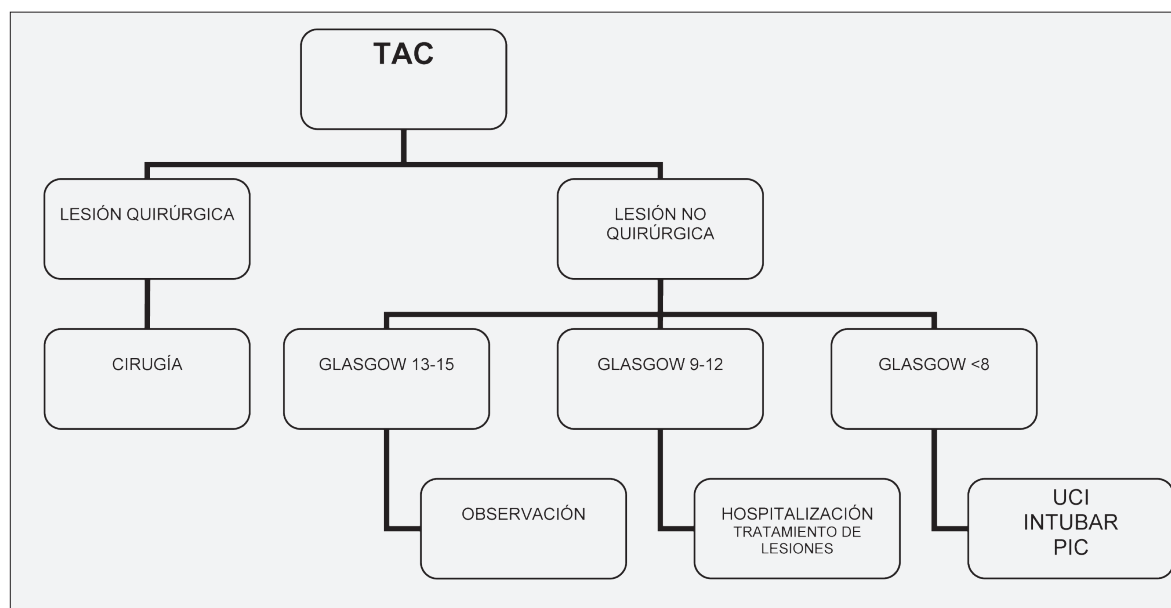 TAC
LESIÓN QUIRÚRGICA
LESIÓN NO
QUIRÚRGICA
CIRUGÍA
GLASGOW 13-15
GLASGOW 9-12
GLASGOW <8
OBSERVACIÓN
HOSPITALIZACIÓN
TRATAMIENTO DE
LESIONES
UCI
INTUBAR
PIC